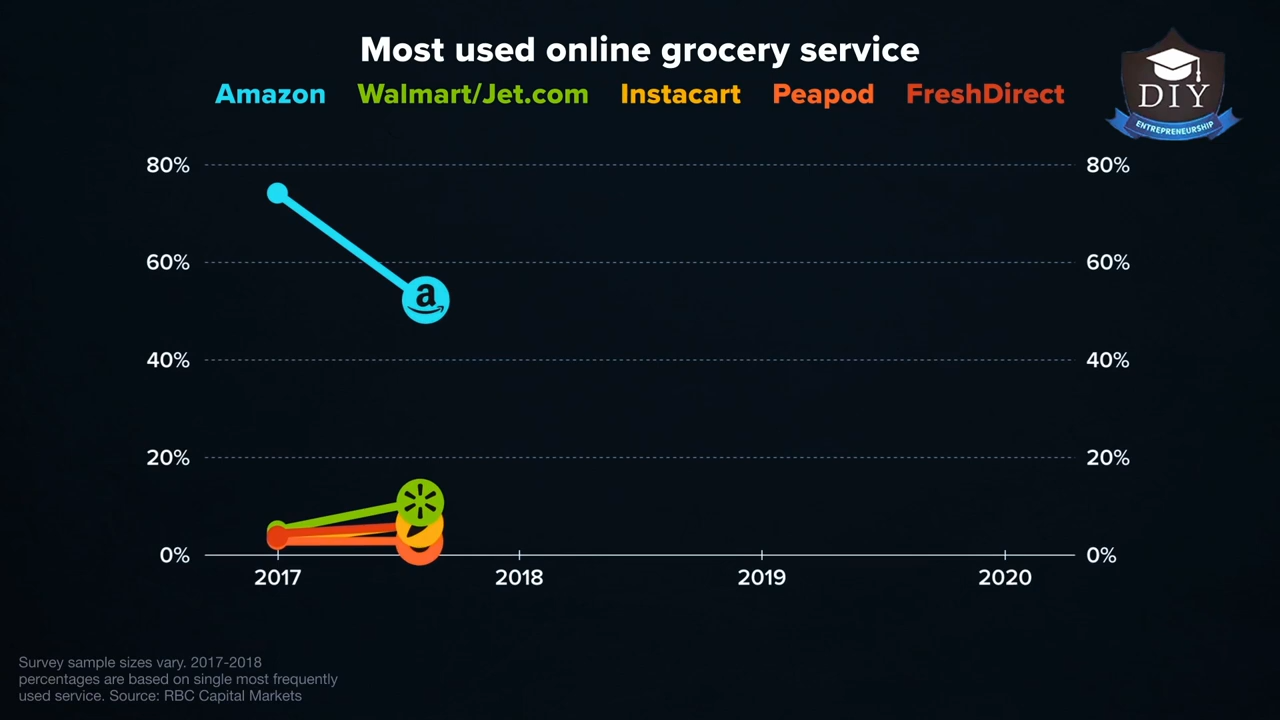 Most used online grocery service
Amazon Walmart/Jet.com Instacart Peapod FreshDirect
DIY
ENTREPRENEURSHIP
80% 80%
60% 60%
a
40% 40%
20% 20%
0% 0%
2017 2018 2019 2020
Survey sample sizes vary. 2017-2018
percentages are based on single most frequently
used service. Source: RBC Capital Markets